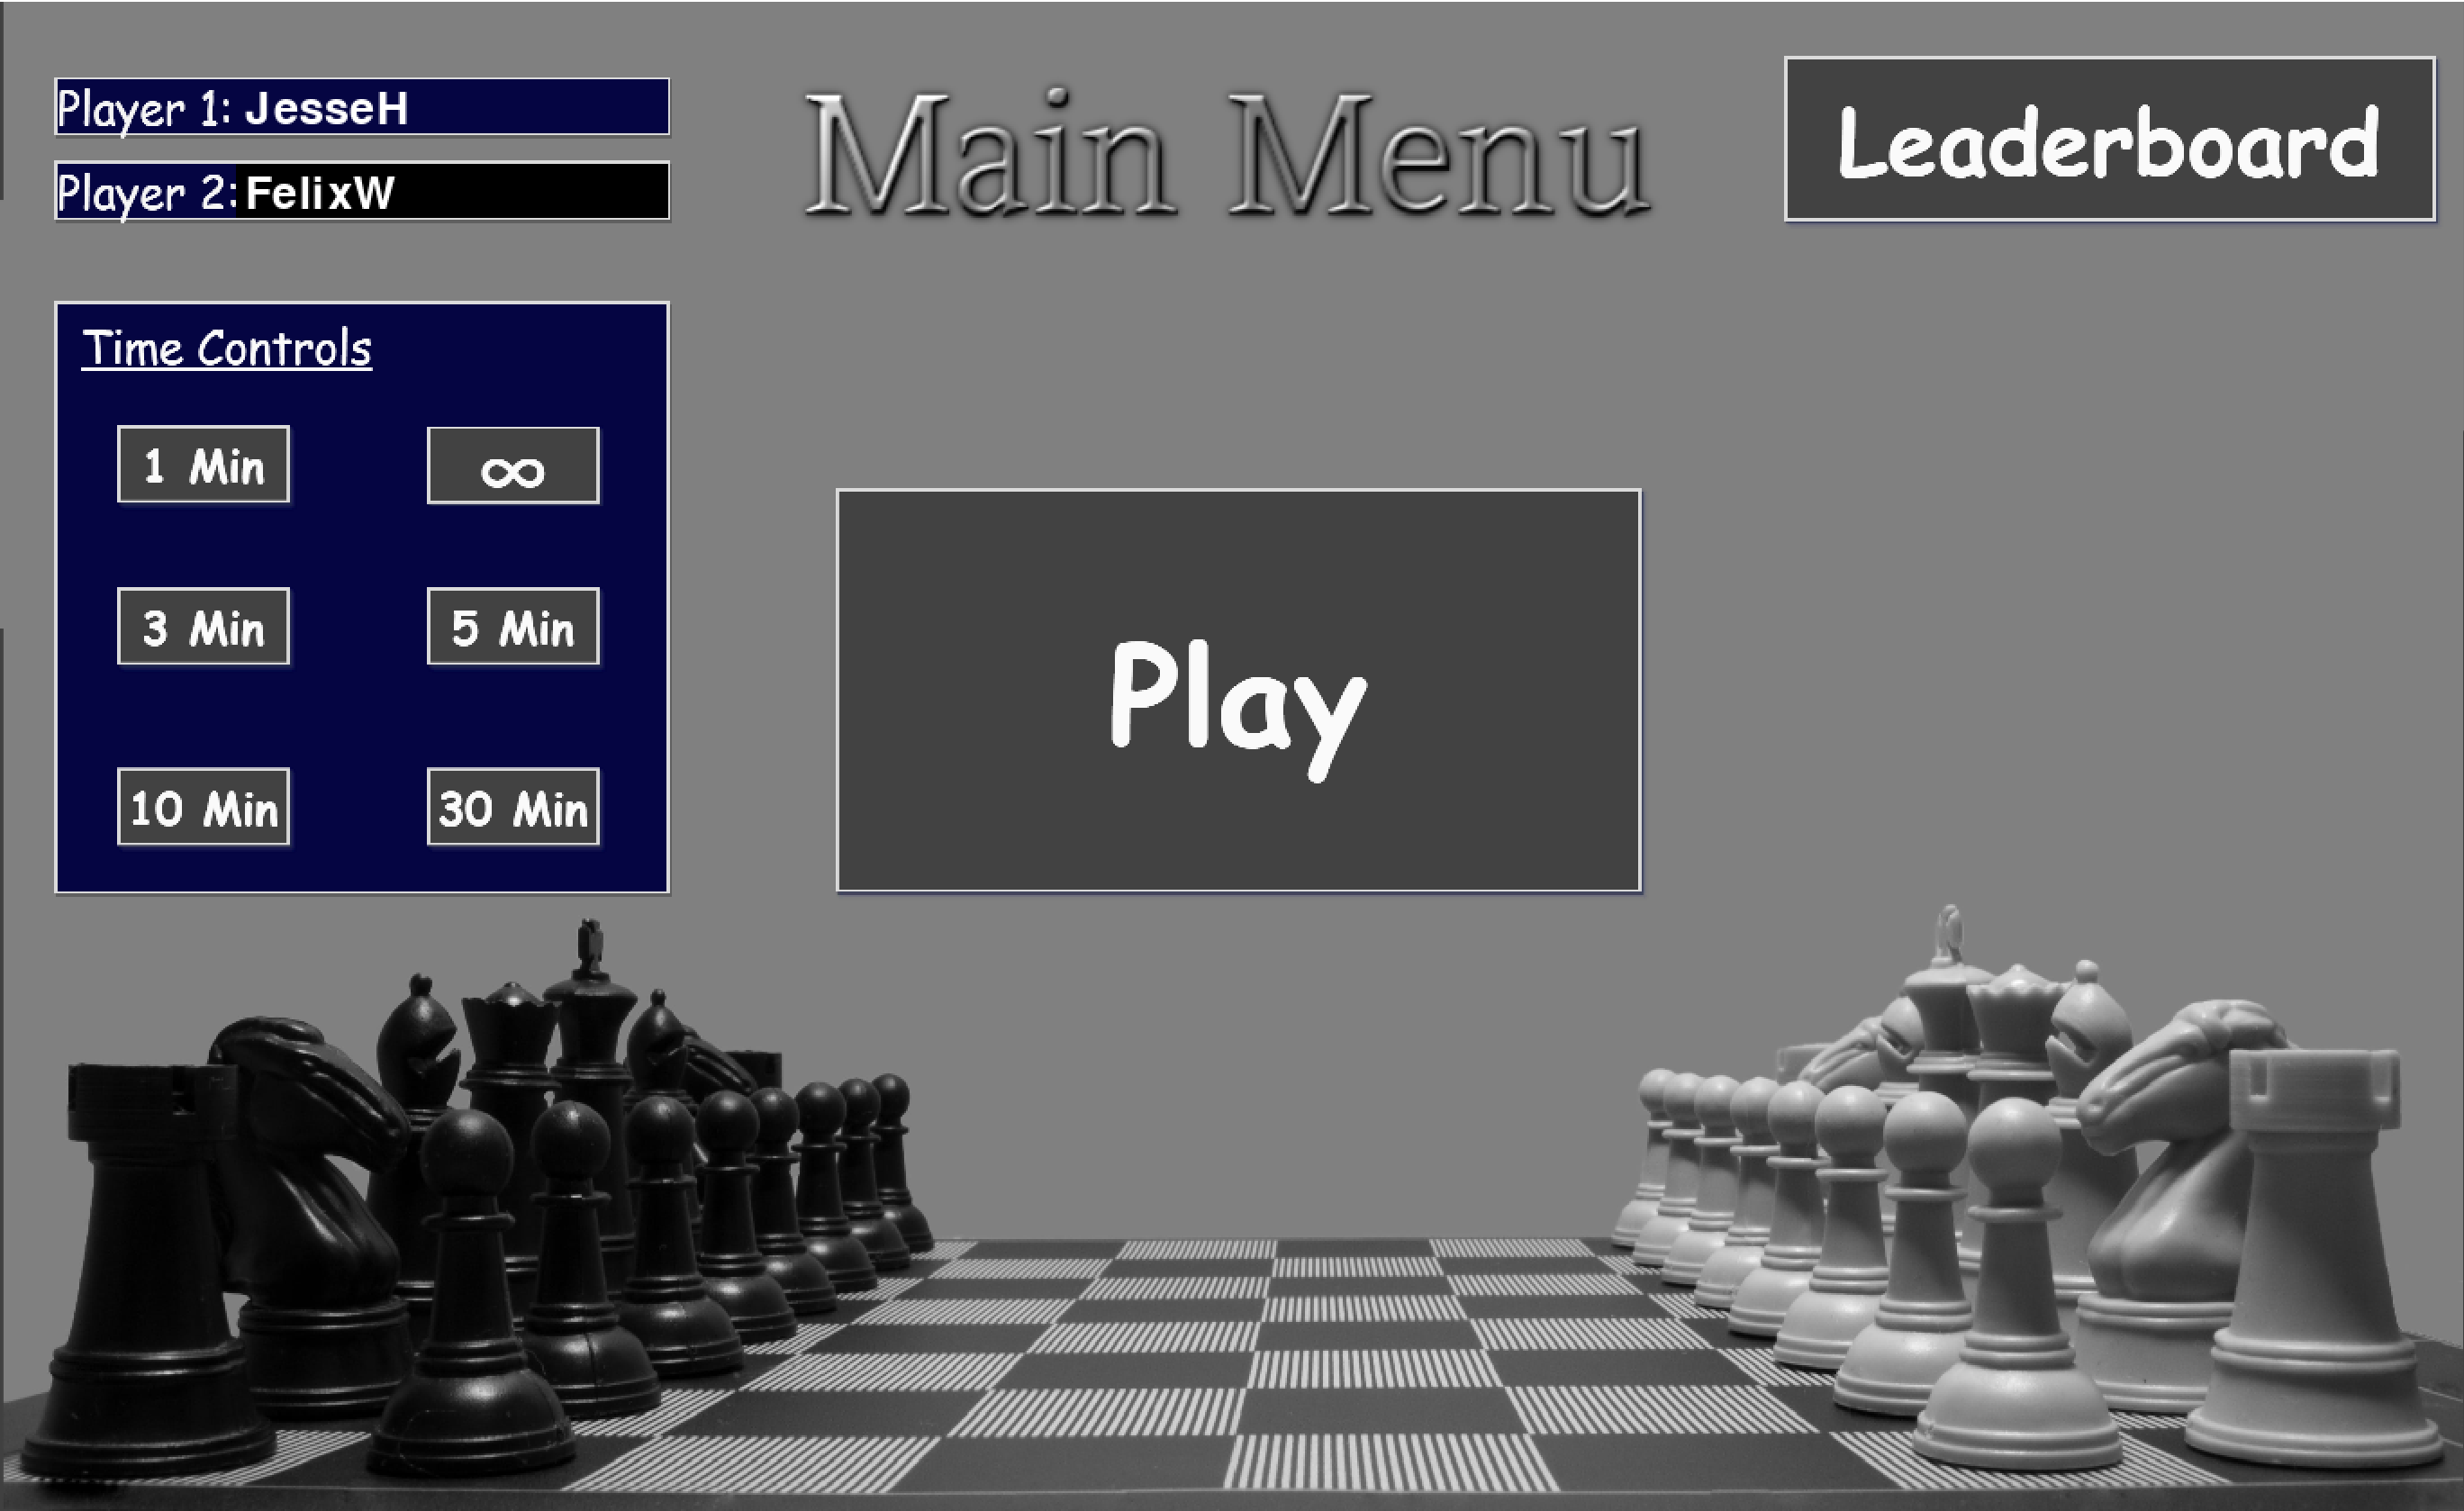 Player 1: JesseH
Player 2: FelixW
Main Menu
Leaderboard
Time Controls
1 Min
∞
3 Min
5 Min
10 Min
30 Min
Play